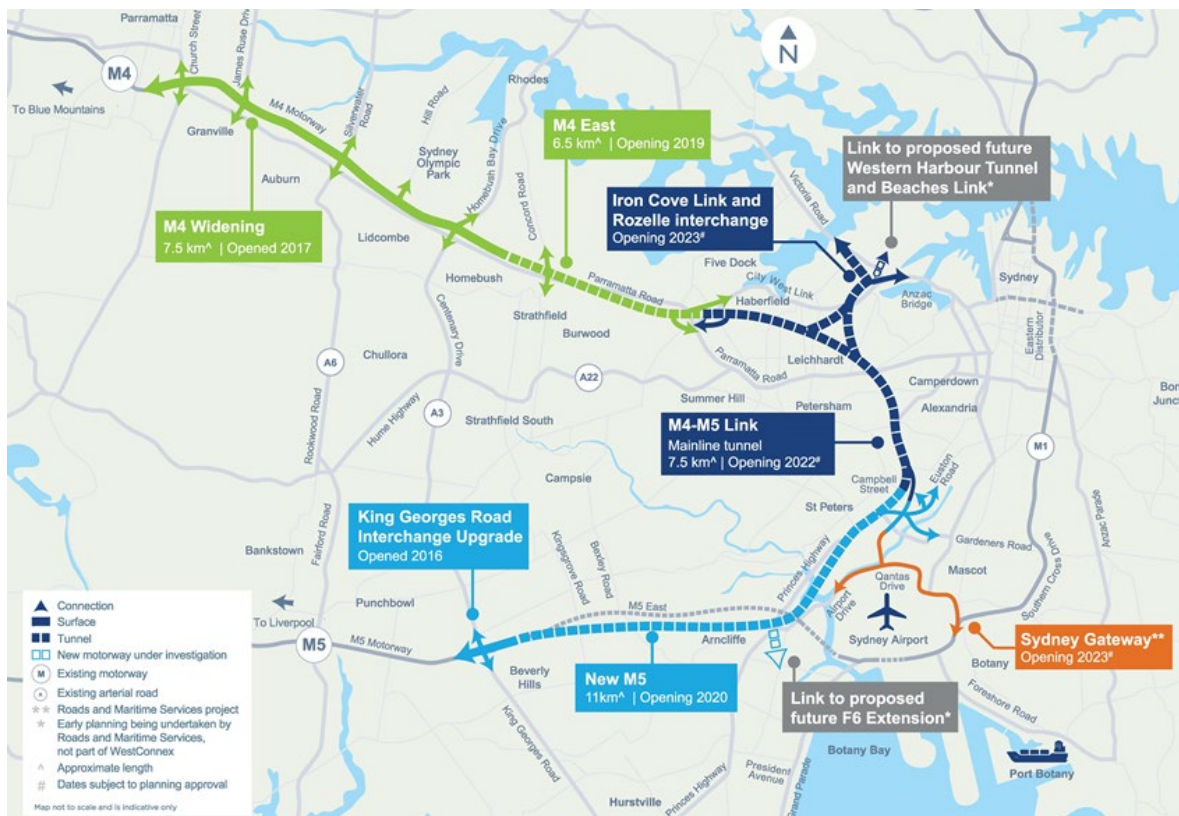 Parramatta
Church Street
James Ruse Drive
M4
To Blue Mountains
M4 Motorway
Granville
Silverwater
Road
Hill Road
Rhodes
N
Auburn
Sydney
Olympic
Park
Homebush Bay Drive
M4 Widening
7.5 km^ | Opened 2017
Lidcombe
Homebush
Concord Road
M4 East
6.5 km^ | Opening 2019
Link to proposed future
Western Harbour Tunnel
and Beaches Link*
Victoria Road
Iron Cove Link and
Rozelle interchange
Opening 2023#
Five Dock
City West Link
Haberfield
Anzac
Bridge
Sydney
Eastern
Distributor
Parramatta Road
Strathfield
Burwood
Centenary Drive
Chullora
A6
A22
Leichhardt
Parramatta Road
Camperdown
Summer Hill
Petersham
Alexandria
Bon
Junct
Rookwood Road
Hume Highway
A3
Strathfield South
M4-M5 Link
Mainline tunnel
7.5 km^ | Opening 2022#
M1
Campbell
Street
Euston
Road
Campsie
St Peters
Anzac Parade
King Georges Road
Interchange Upgrade
Opened 2016
Fairford Road
Bankstown
Kingsgrove Road
Bexley Road
Princes Highway
Gardeners Road
Mascot
Southern Cross Drive
Qantas
Drive
Airport
Drive
Punchbowl
M5 East
To Liverpool
M5
M5 Motorway
Arncliffe
Sydney Airport
Sydney Gateway**
Opening 2023#
Beverly
Hills
New M5
11km^ | Opening 2020
Botany
Foreshore Road
Link to proposed
future F6 Extension*
King Georges Road
Botany Bay
President
Avenue
Grand Parade
Princes Highway
Hurstville
Port Botany
Connection
Surface
Tunnel
New motorway under investigation
M
Existing motorway
Existing arterial road
** Roads and Maritime Services project
* Early planning being undertaken by
Roads and Maritime Services,
not part of WestConnex
^ Approximate length
# Dates subject to planning approval
Map not to scale and is indicative only